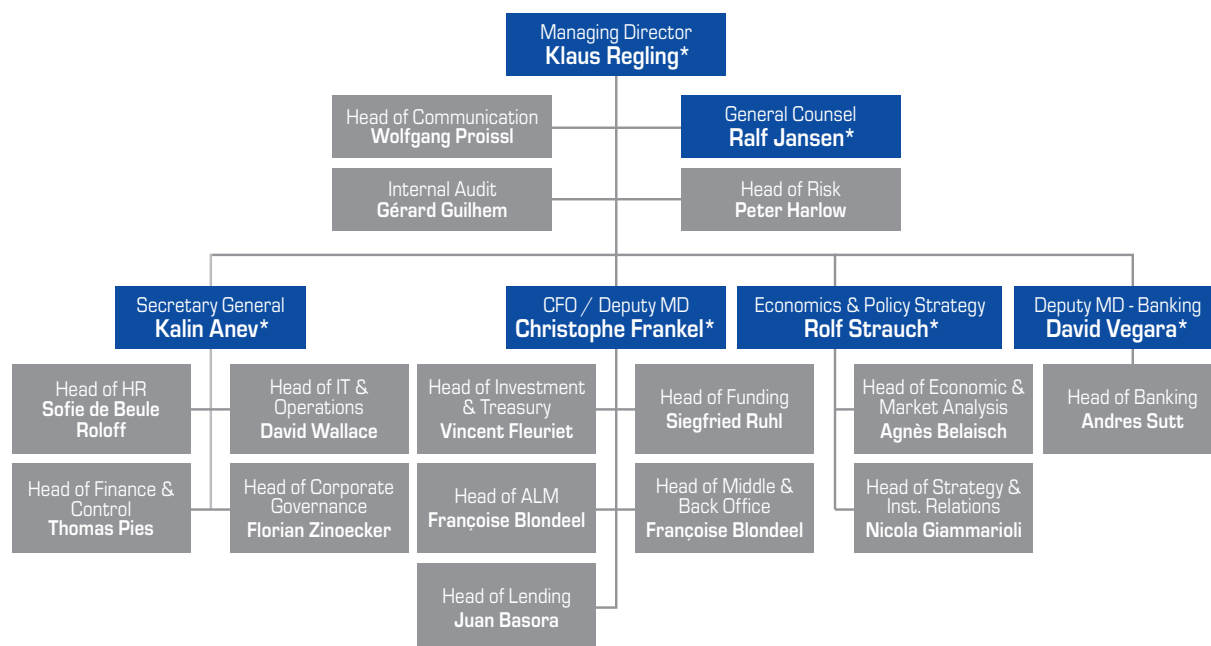 Managing Director
Klaus Regling*
Head of Communication
Wolfgang Proissl
General Counsel
Ralf Jansen*
Internal Audit
Gérard Guilhem
Head of Risk
Peter Harlow
Secretary General
Kalin Anev*
CFO / Deputy MD
Christophe Frankel*
Economics & Policy Strategy
Rolf Strauch*
Deputy MD - Banking
David Vegara*
Head of HR
Sofie de Beule
Roloff
Head of IT &
Operations
David Wallace
Head of Investment
& Treasury
Vincent Fleuriet
Head of Funding
Siegfried Ruhl
Head of Economic &
Market Analysis
Agnès Belaisch
Head of Banking
Andres Sutt
Head of Finance &
Control
Thomas Pies
Head of Corporate
Governance
Florian Zinoecker
Head of ALM
Françoise Blondeel
Head of Middle &
Back Office
Françoise Blondeel
Head of Strategy &
Inst. Relations
Nicola Giammarioli
Head of Lending
Juan Basora